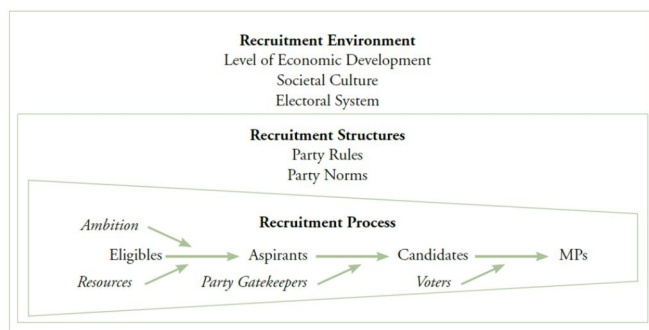 Recruitment Environment
Level of Economic Development
Societal Culture
Electoral System
Recruitment Structures
Party Rules
Party Norms
Recruitment Process
Ambition
Eligibles Aspirants Candidates MPs
Resources Party Gatekeepers Voters